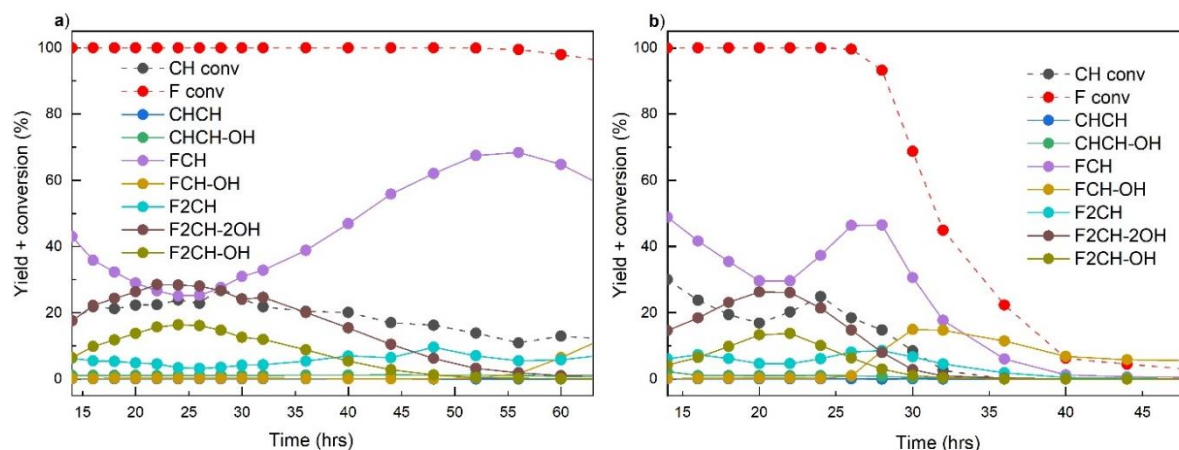 a)
Yield + conversion (%)
100
80
60
40
20
0
CH conv
F conv
CHCH
CHCH-OH
FCH
FCH-OH
F2CH
F2CH-2OH
F2CH-OH
15 20 25 30 35 40 45 50 55 60
Time (hrs)
b)
Yield + conversion (%)
100
80
60
40
20
0
CH conv
F conv
CHCH
CHCH-OH
FCH
FCH-OH
F2CH
F2CH-2OH
F2CH-OH
15 20 25 30 35 40 45
Time (hrs)